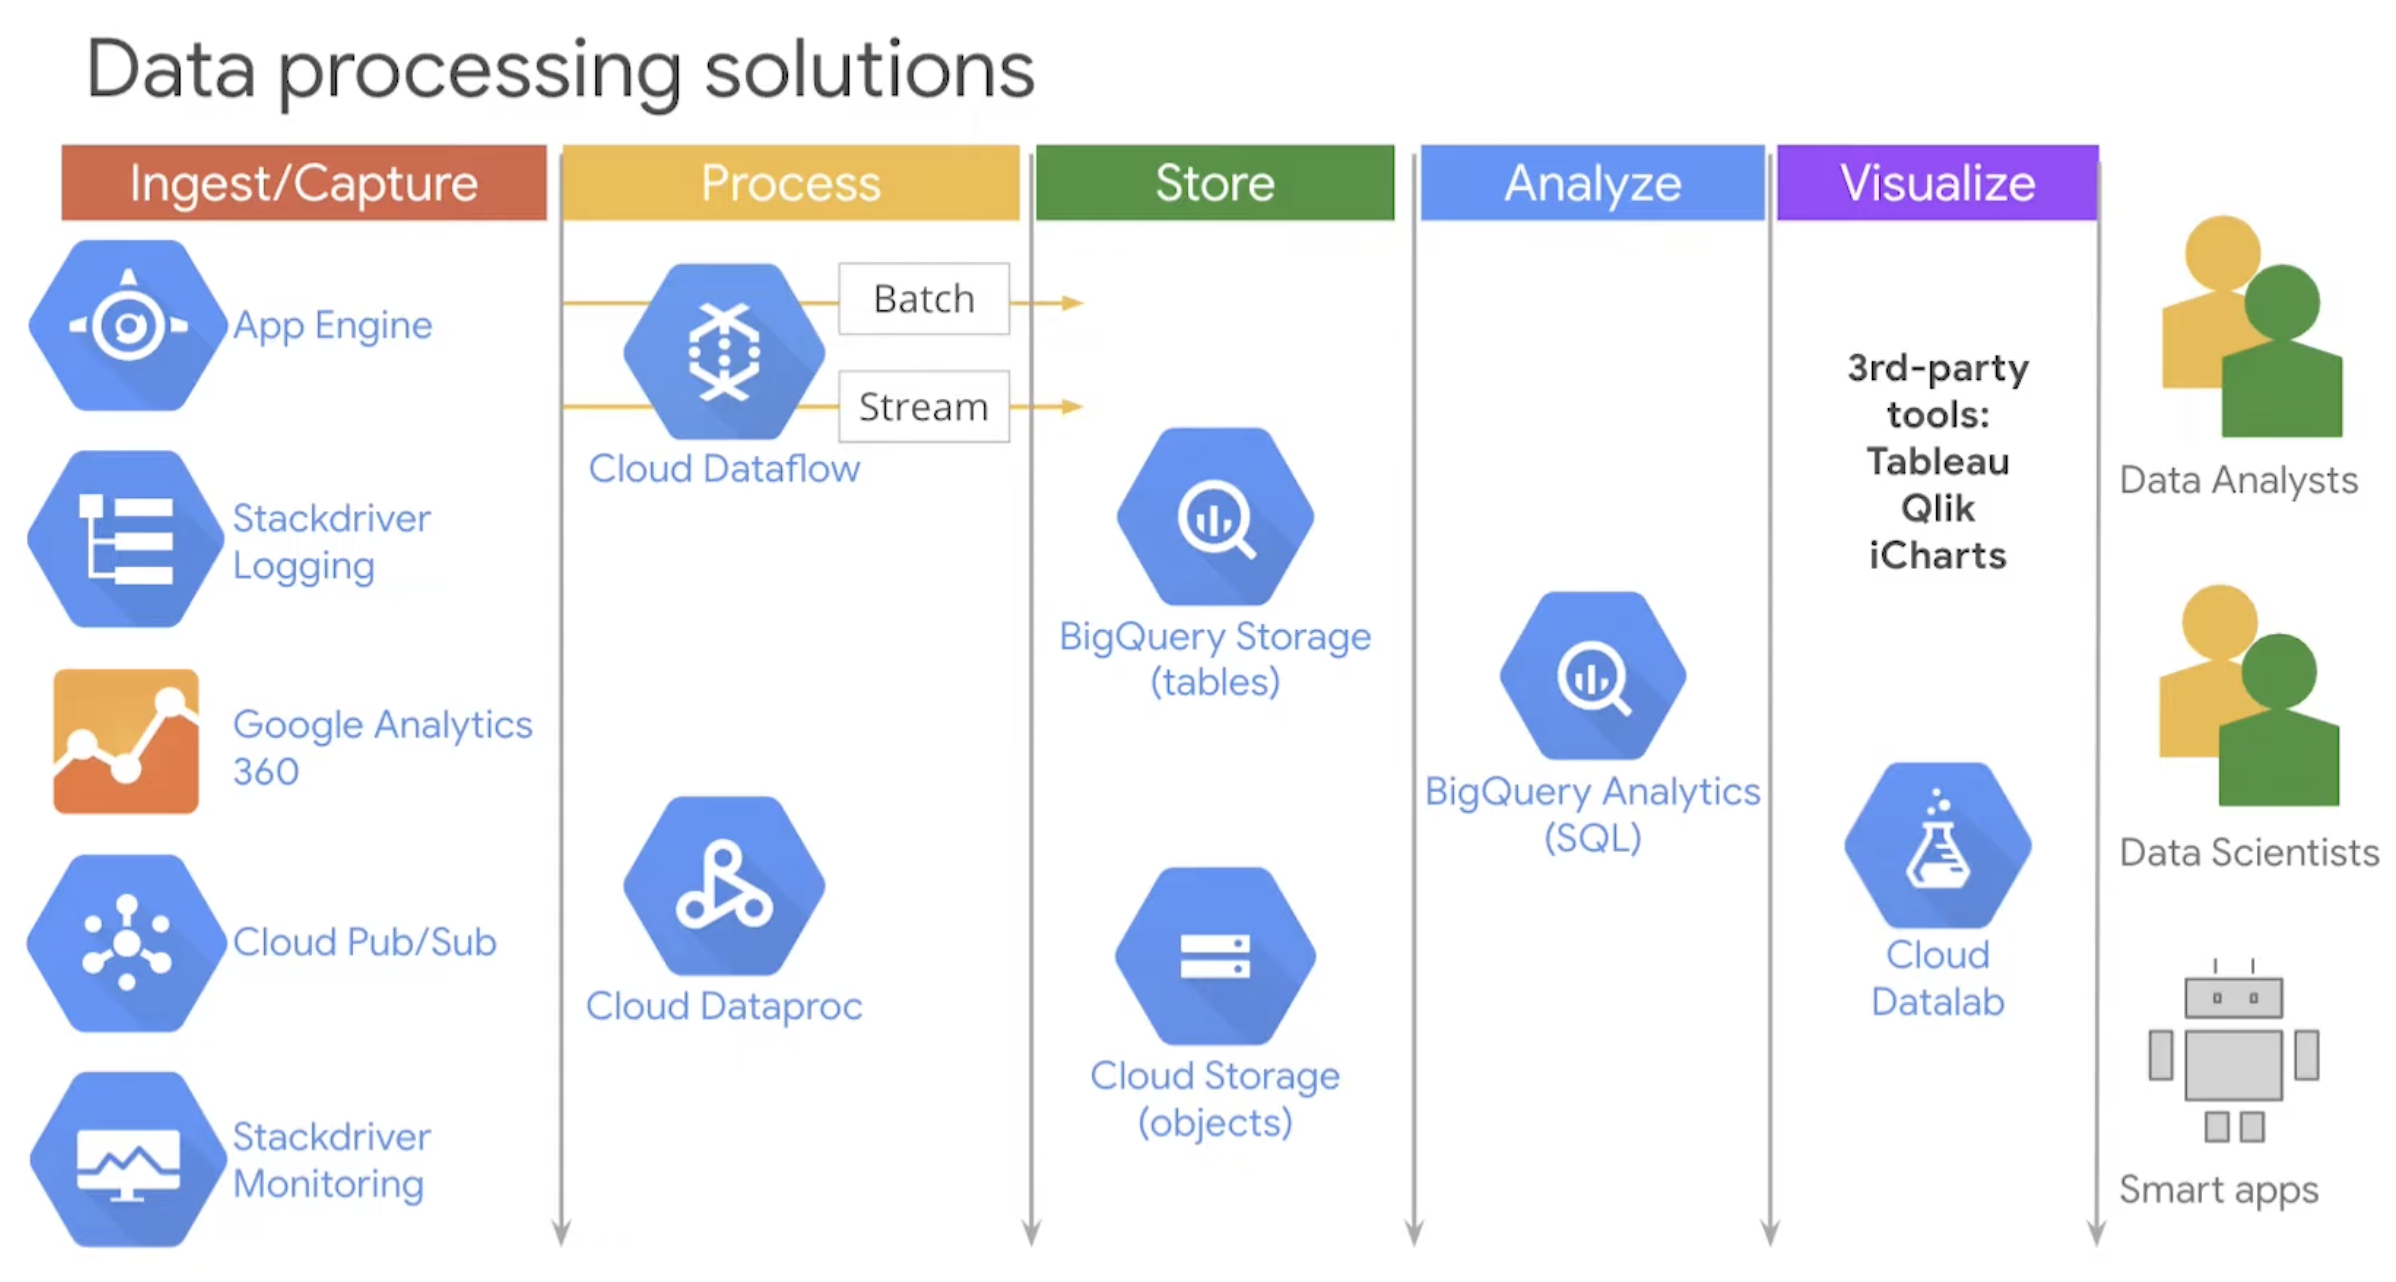 Data processing solutions
Ingest/Capture
Process
Store
Analyze
Visualize
App Engine
Stackdriver
Logging
Google Analytics
360
Cloud Pub/Sub
Stackdriver
Monitoring
Batch
Stream
Cloud Dataflow
Cloud Dataproc
BigQuery Storage
(tables)
Cloud Storage
(objects)
BigQuery Analytics
(SQL)
3rd-party
tools:
Tableau
Qlik
iCharts
Cloud
Datalab
Data Analysts
Data Scientists
Smart apps